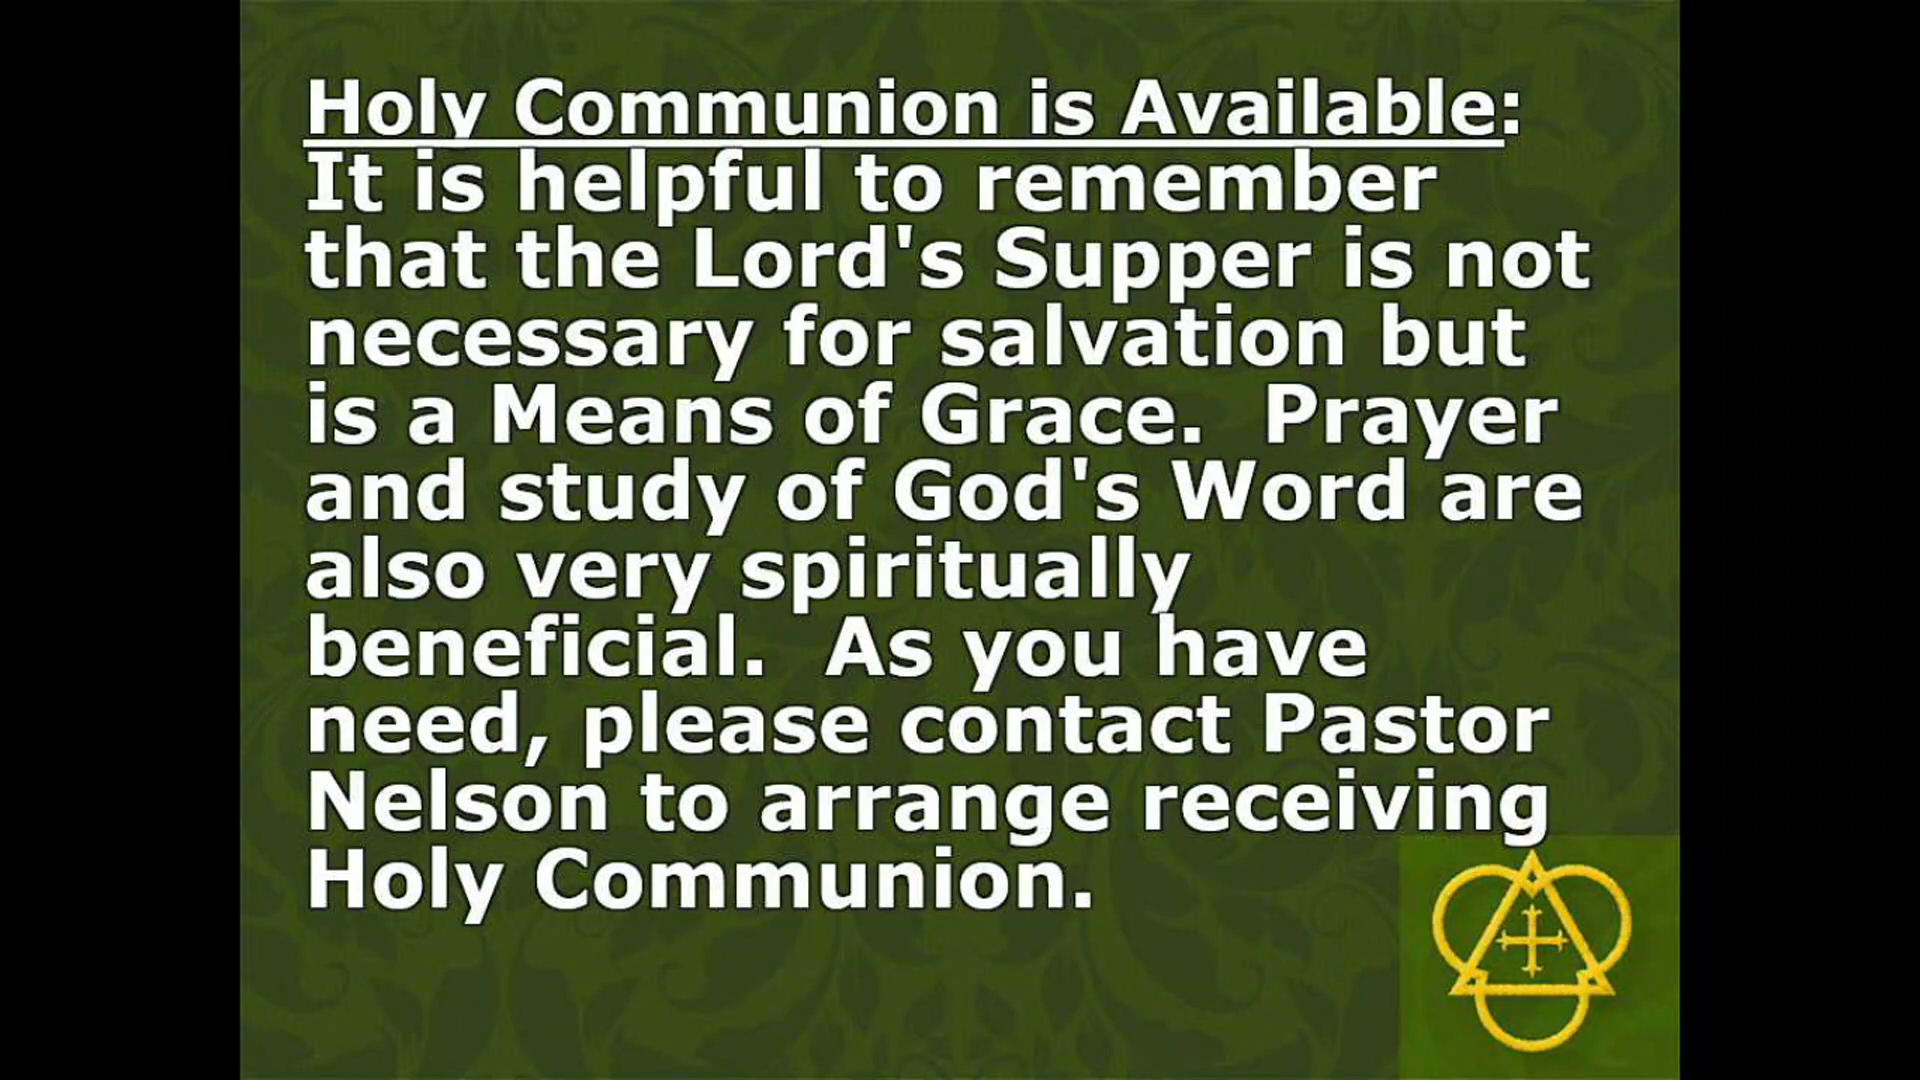 Holy Communion is Available:
It is helpful to remember
that the Lord's Supper is not
necessary for salvation but
is a Means of Grace.  Prayer
and study of God's Word are
also very spiritually
beneficial.  As you have
need, please contact Pastor
Nelson to arrange receiving
Holy Communion.